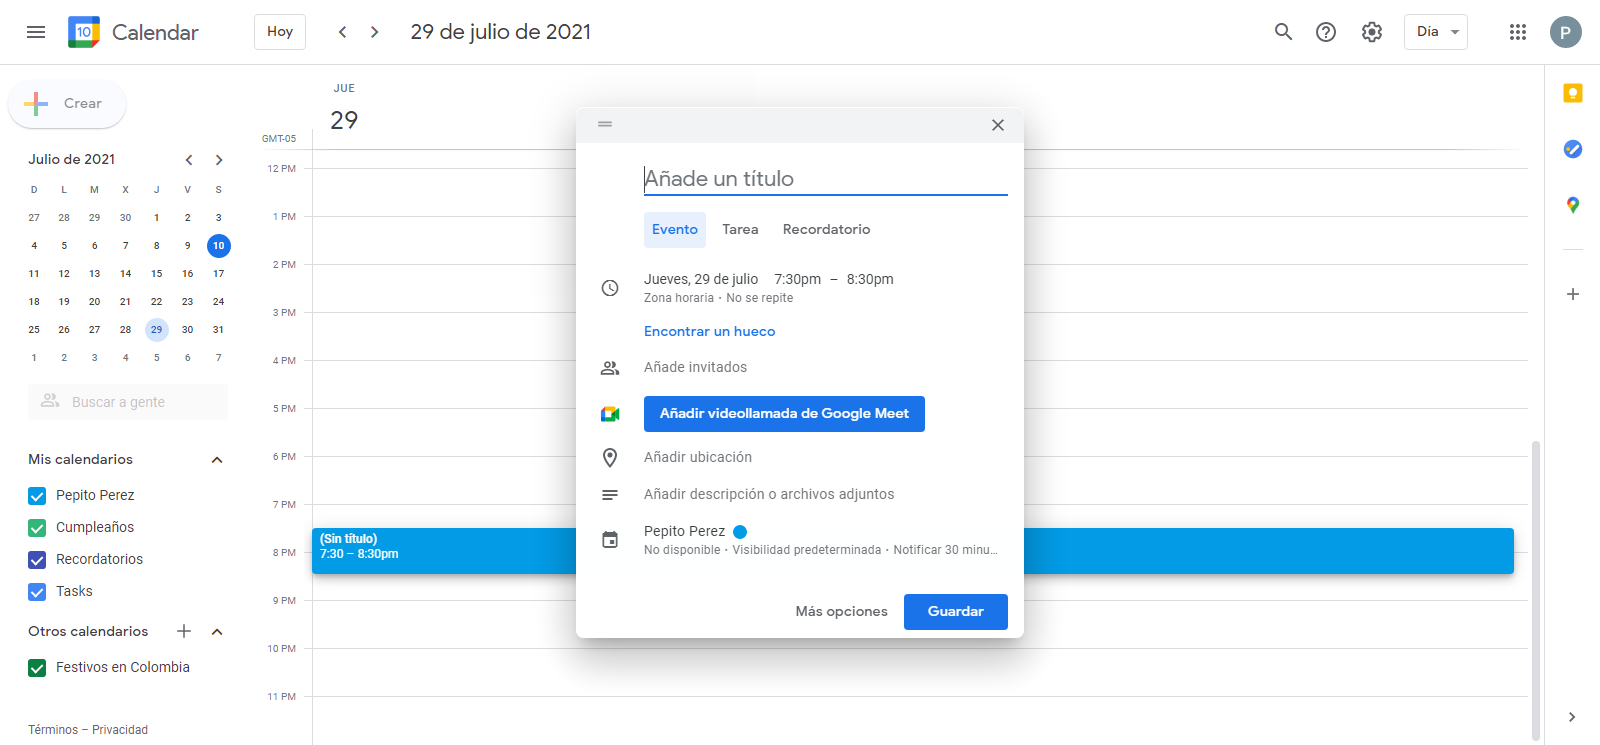 10 Calendar Hoy 29 de julio de 2021 Día P
Crear
Julio de 2021
D L M X J V S
27 28 29 30 1 2 3
4 5 6 7 8 9 10
11 12 13 14 15 16 17
18 19 20 21 22 23 24
25 26 27 28 29 30 31
1 2 3 4 5 6 7
Buscar a gente
Mis calendarios
Pepito Perez
Cumpleaños
Recordatorios
Tasks
Otros calendarios
Festivos en Colombia
Términos – Privacidad
JUE
29
GMT-05
12 PM
1 PM
2 PM
3 PM
4 PM
5 PM
6 PM
7 PM
(Sin título)
7:30 – 8:30pm
8 PM
9 PM
10 PM
11 PM
Añade un título
Evento Tarea Recordatorio
Jueves, 29 de julio 7:30pm – 8:30pm
Zona horaria · No se repite
Encontrar un hueco
Añade invitados
Añadir videollamada de Google Meet
Añadir ubicación
Añadir descripción o archivos adjuntos
Pepito Perez
No disponible · Visibilidad predeterminada · Notificar 30 minu...
Más opciones Guardar